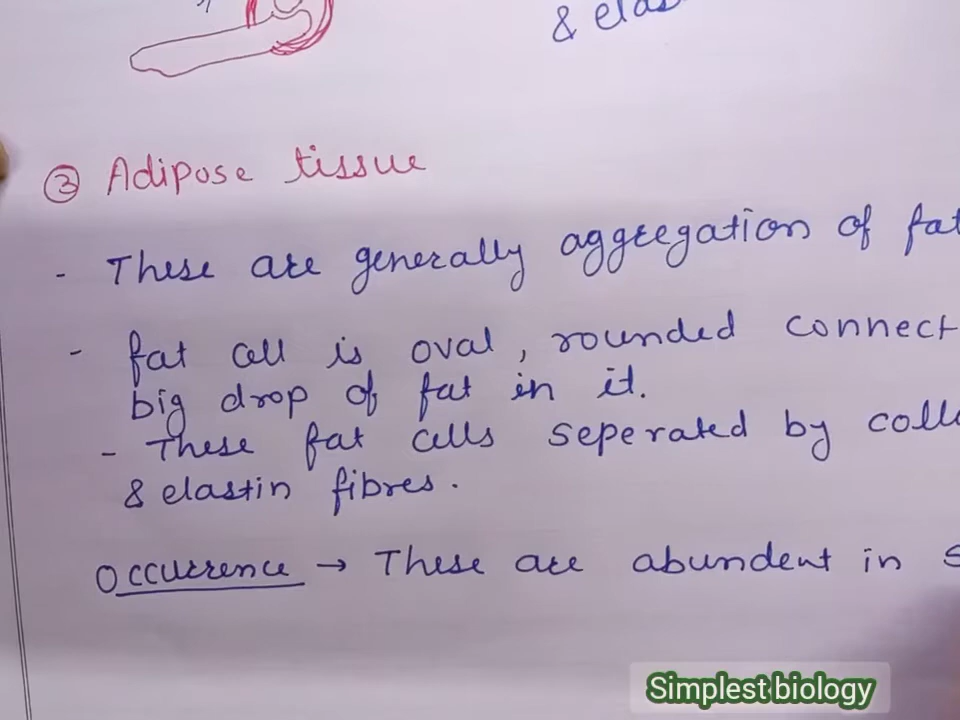 & elas
③ Adipose tissue
- These are generally aggregation of fat
- fat cell is oval, rounded connect
big drop of fat in it.
- These fat cells seperated by colla
& elastin fibres.
Occurrence → These are abundent in S
Simplest biology